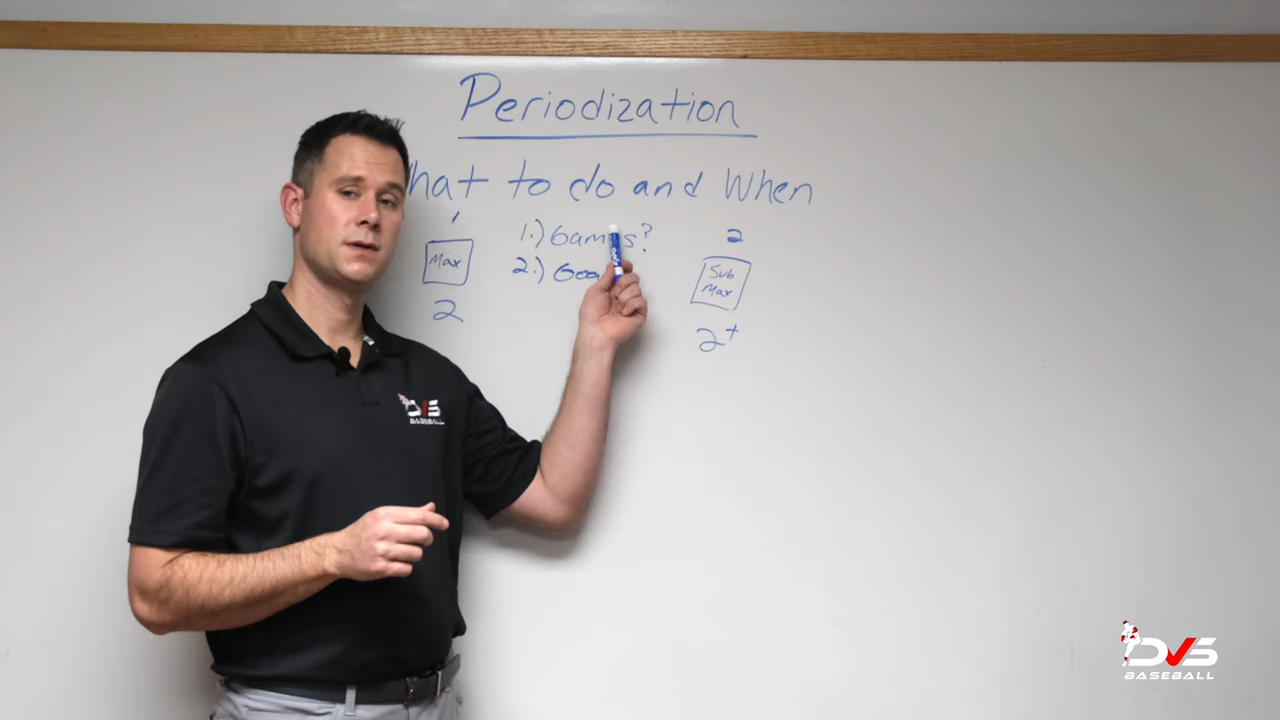 Periodization
hat to do and When
1
Max
2
1.) Games?
2.) Goa
2
Sub
Max
2+
DVS
BASEBALL
DVS
BASEBALL